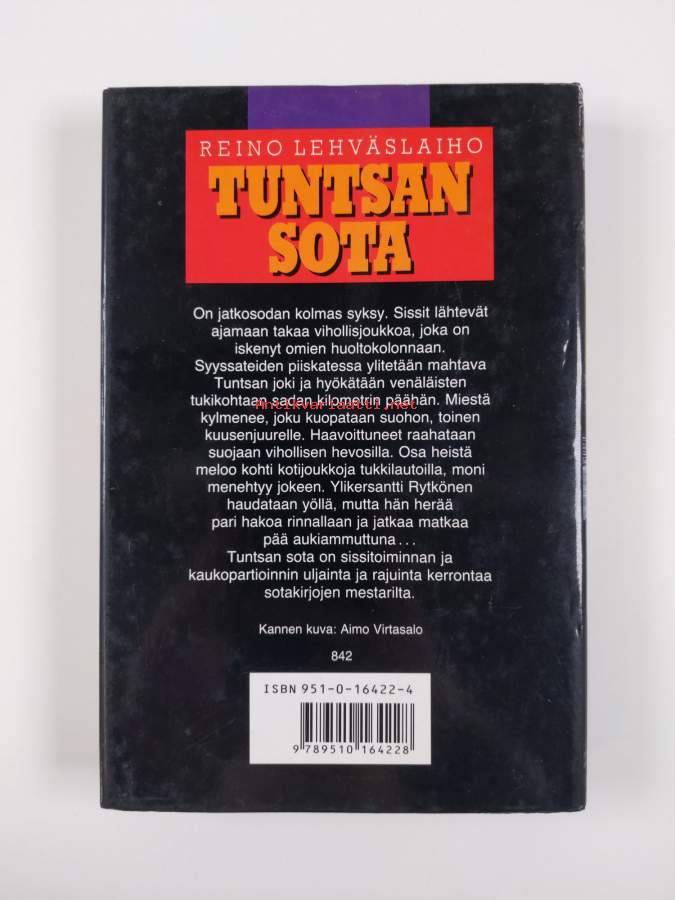 REINO LEHVÄSLAIHO
TUNTSAN
SOTA
On jatkosodan kolmas syksy. Sissit lähtevät
ajamaan takaa vihollisjoukkoa, joka on
iskenyt omien huoltokolonnaan.
Syyssateiden piiskatessa ylitetään mahtava
Tuntsan joki ja hyökätään venäläisten
tukikohtaan sadan kilometrin päähän. Miestä
Antikvariaatti.net
kylmenee, joku kuopataan suohon, toinen
kuusenjuurelle. Haavoittuneet raahataan
suojaan vihollisen hevosilla. Osa heistä
meloo kohti kotijoukkoja tukkilautoilla, moni
menehtyy jokeen. Ylikersantti Rytkönen
haudataan yöllä, mutta hän herää
pari hakoa rinnallaan ja jatkaa matkaa
pää aukiammuttuna...
Tuntsan sota on sissitoiminnan ja
kaukopartioinnin uljainta ja rajuinta kerrontaa
sotakirjojen mestarilta.
Kannen kuva: Aimo Virtasalo
842
ISBN 951-0-16422-4
9 789510 164228